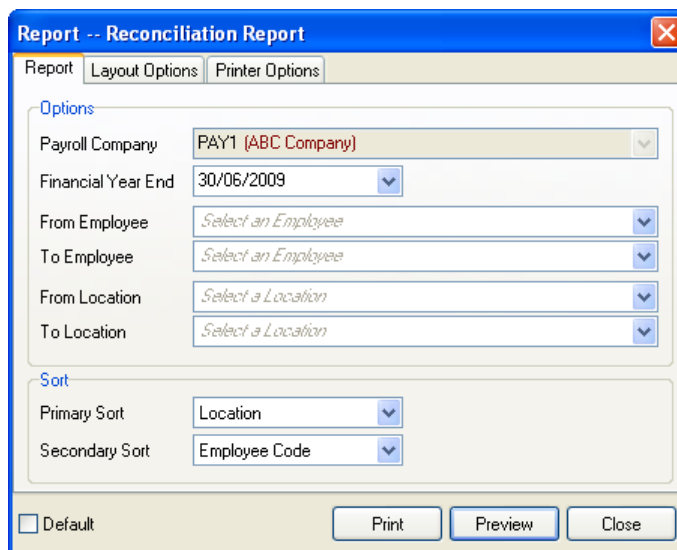 Report -- Reconciliation Report
Report Layout Options Printer Options
Options
Payroll Company PAY1 (ABC Company)
Financial Year End 30/06/2009
From Employee Select an Employee
To Employee Select an Employee
From Location Select a Location
To Location Select a Location
Sort
Primary Sort Location
Secondary Sort Employee Code
Default Print Preview Close